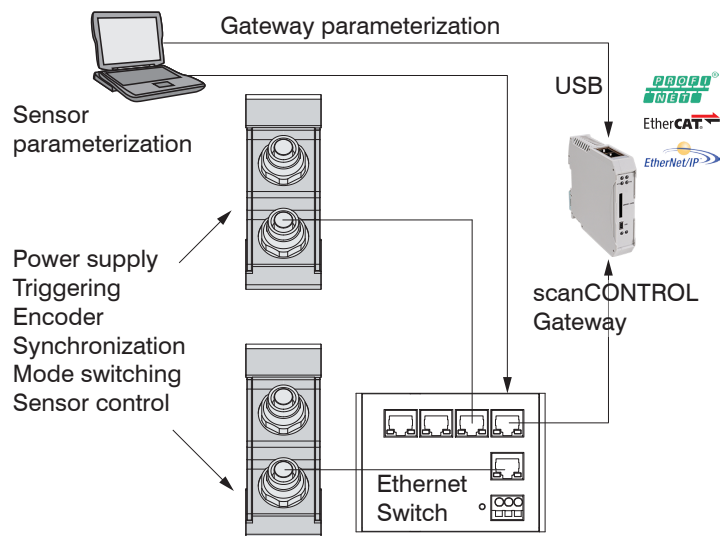 Gateway parameterization
USB
PROFI
NET
®
EtherCAT.
EtherNet/IP
Sensor
parameterization
Power supply
Triggering
Encoder
Synchronization
Mode switching
Sensor control
scanCONTROL
Gateway
Ethernet
Switch